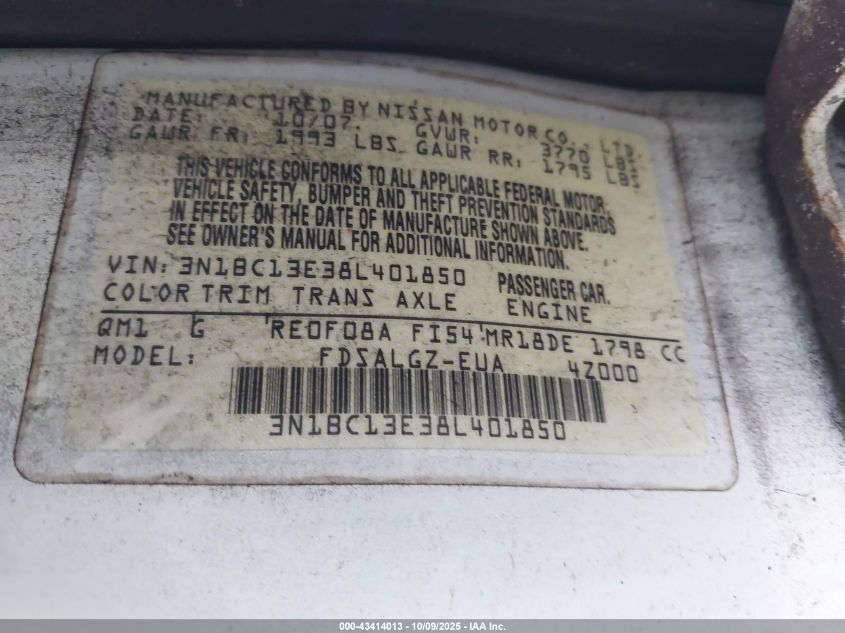 MANUFACTURED BY NISSAN MOTOR CO., LTD.
DATE: 10/07 GVWR: 3770 LBS
GAWR FR: 1993 LBS GAWR RR: 1795 LBS
THIS VEHICLE CONFORMS TO ALL APPLICABLE FEDERAL MOTOR
VEHICLE SAFETY, BUMPER AND THEFT PREVENTION STANDARDS
IN EFFECT ON THE DATE OF MANUFACTURE SHOWN ABOVE.
SEE OWNER'S MANUAL FOR ADDITIONAL INFORMATION.
VIN: 3N1BC13E38L401850 PASSENGER CAR.
COLOR TRIM TRANS AXLE ENGINE
QM1 G RE0F08A FI54 MR18DE 1798 CC
MODEL: FDSALGZ-EUA 4Z000
3N1BC13E38L401850
000-43414013 - 10/09/2025 - IAA Inc.